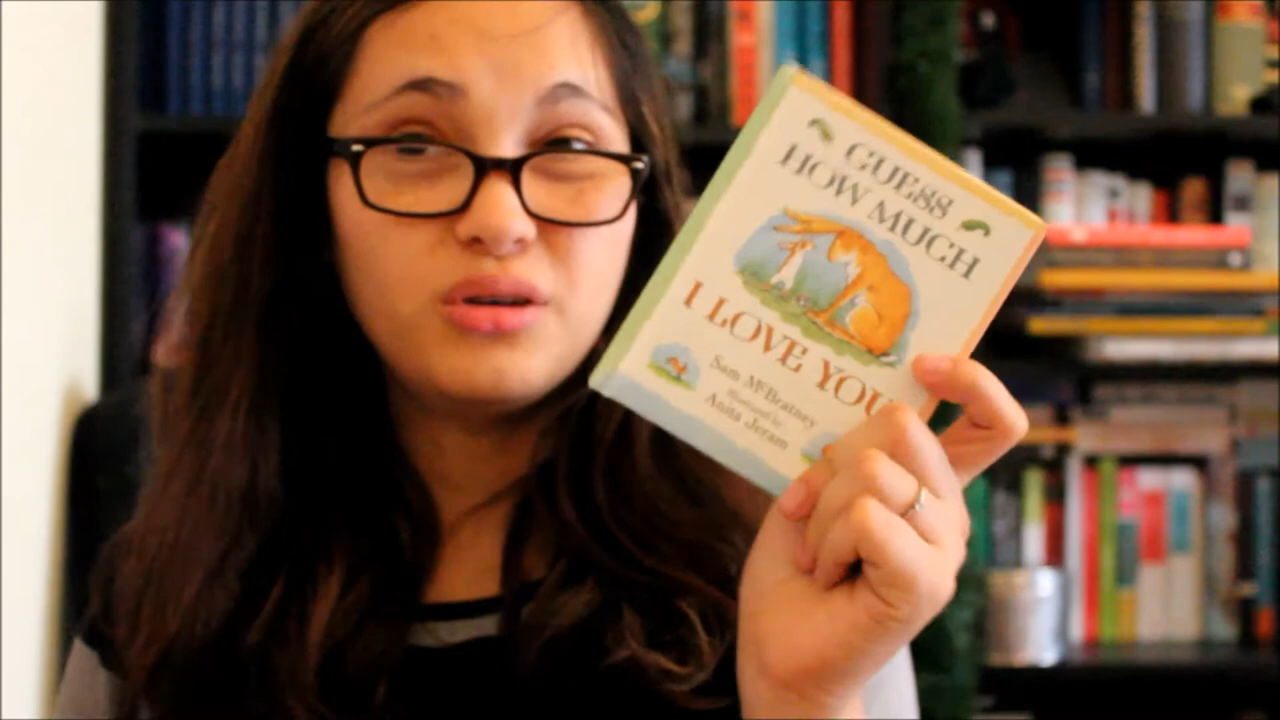 GUESS
HOW MUCH
I LOVE YOU
Sam McBratney
Illustrated by
Anita Jeram